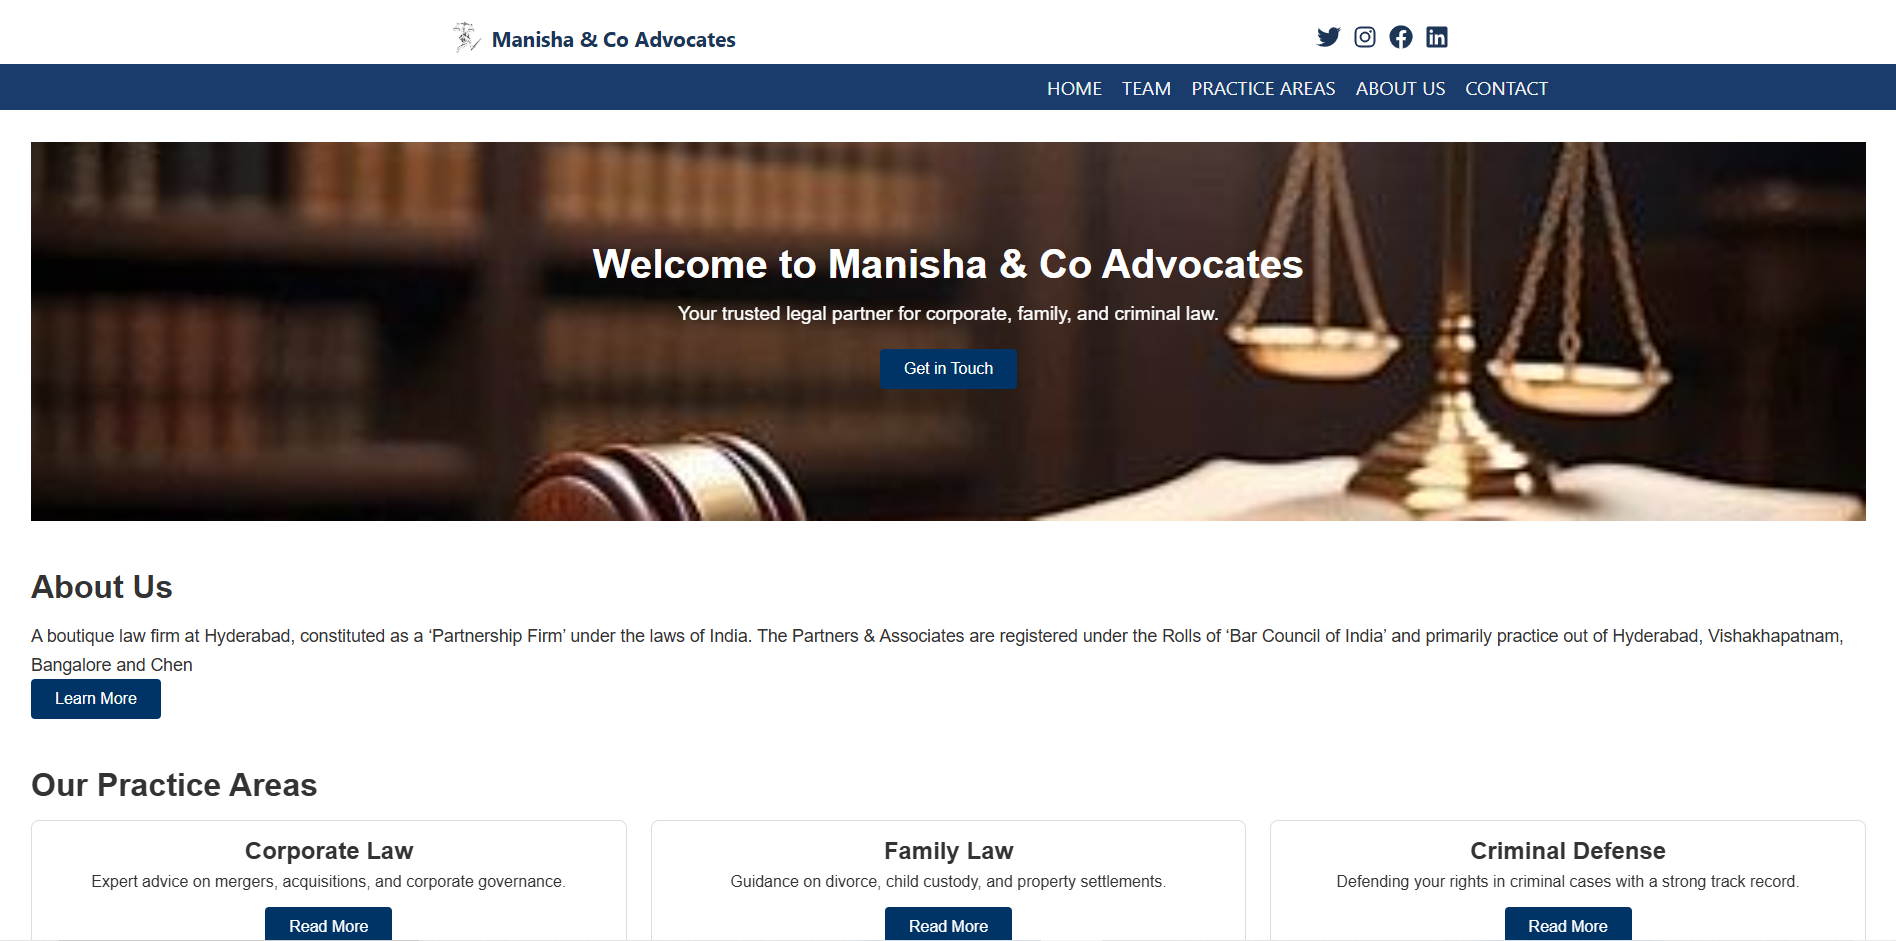 Manisha & Co Advocates
HOME TEAM PRACTICE AREAS ABOUT US CONTACT
Welcome to Manisha & Co Advocates
Your trusted legal partner for corporate, family, and criminal law.
Get in Touch
About Us
A boutique law firm at Hyderabad, constituted as a ‘Partnership Firm’ under the laws of India. The Partners & Associates are registered under the Rolls of ‘Bar Council of India’ and primarily practice out of Hyderabad, Vishakhapatnam,
Bangalore and Chen
Learn More
Our Practice Areas
Corporate Law
Expert advice on mergers, acquisitions, and corporate governance.
Read More
Family Law
Guidance on divorce, child custody, and property settlements.
Read More
Criminal Defense
Defending your rights in criminal cases with a strong track record.
Read More